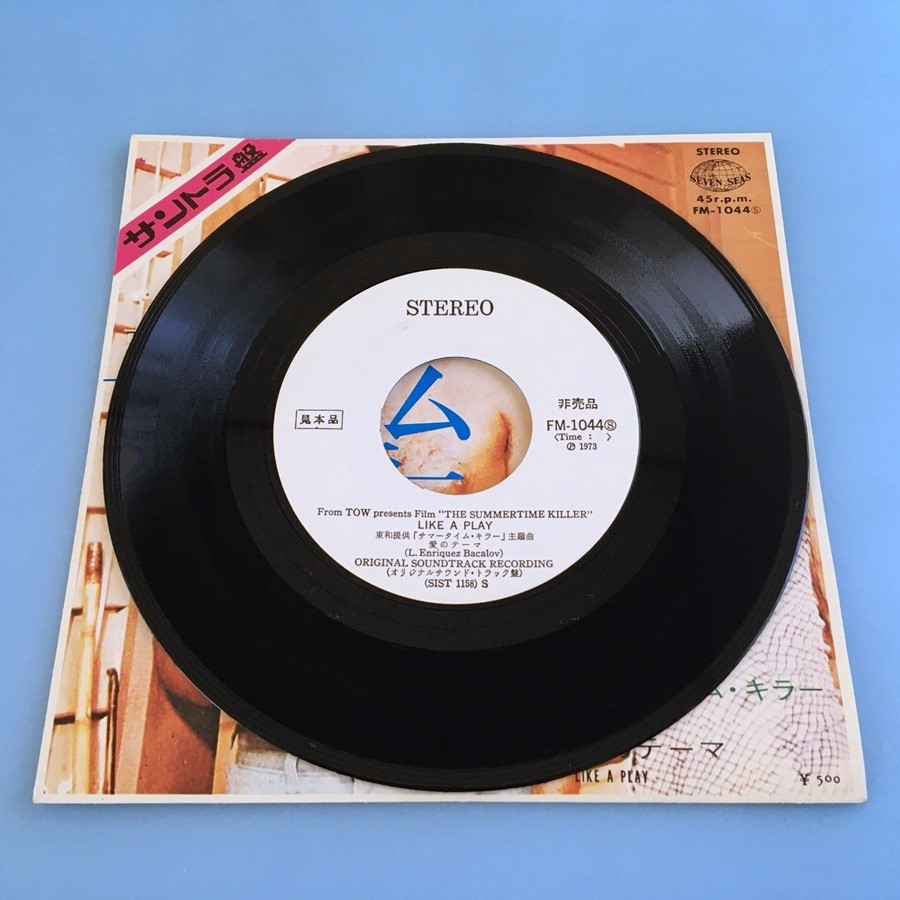 サントラ盤
STEREO
SEVEN SEAS
45r.p.m.
FM-1044Ⓢ
STEREO
見本品
非売品
FM-1044Ⓢ
〈Time : 〉
Ⓟ 1973
ム
From TOW presents Film "THE SUMMERTIME KILLER"
LIKE A PLAY
東和提供「サマータイム・キラー」主題曲
愛のテーマ
(L. Enriquez Bacalov)
ORIGINAL SOUNDTRACK RECORDING
(オリジナルサウンド・トラック盤)
(SIST 1158) S
ム・キラー
テーマ
LIKE A PLAY
¥500